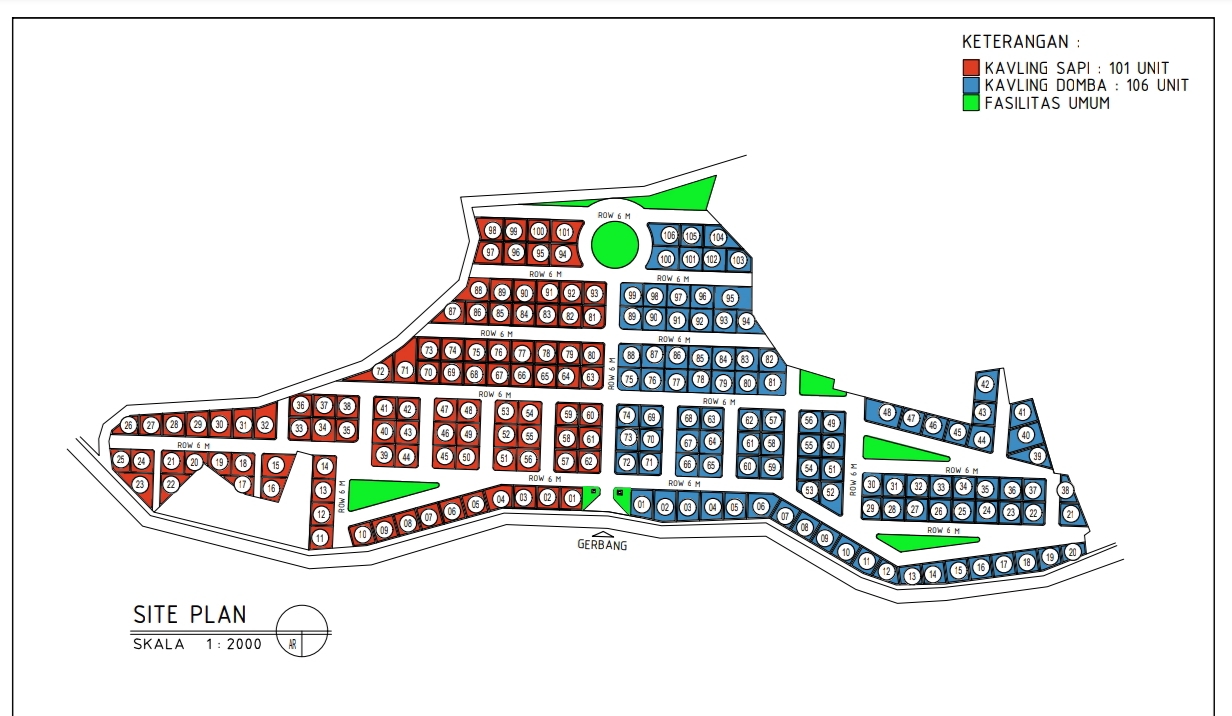 KETERANGAN :
KAVLING SAPI : 101 UNIT
KAVLING DOMBA : 106 UNIT
FASILITAS UMUM
ROW 6 M
98 99 100 101
106 105 104
97 96 95 94
100 101 102 103
ROW 6 M
ROW 6 M
88 89 90 91 92 93
99 98 97 96 95
87 86 85 84 83 82 81
89 90 91 92 93 94
ROW 6 M
ROW 6 M
73 74 75 76 77 78 79 80
88 87 86 85 84 83 82
72 71 70 69 68 67 66 65 64 63
ROW 6 M
75 76 77 78 79 80 81
42
ROW 6 M
ROW 6 M
36 37 38
41 42
47 48
53 54
59 60
74 69
68 63
62 57
56 49
48 47 46 45 44
43
41
26 27 28 29 30 31 32
33 34 35
40 43
46 49
52 55
58 61
73 70
67 64
61 58
55 50
40
ROW 6 M
39 44
45 50
51 56
57 62
72 71
66 65
60 59
54 51
39
25 24
21 20 19 18
15
14
ROW 6 M
23
22
17
16
13
ROW 6 M
ROW 6 M
ROW 6 M
53 52
ROW 6 M
30 31 32 33 34 35 36 37
38
12
11
10 09 08 07 06 05 04 03 02 01
01 02 03 04 05 06 07 08 09 10 11 12 13 14 15 16 17 18 19 20
29 28 27 26 25 24 23 22
21
ROW 6 M
GERBANG
SITE PLAN
SKALA 1 : 2000
AR